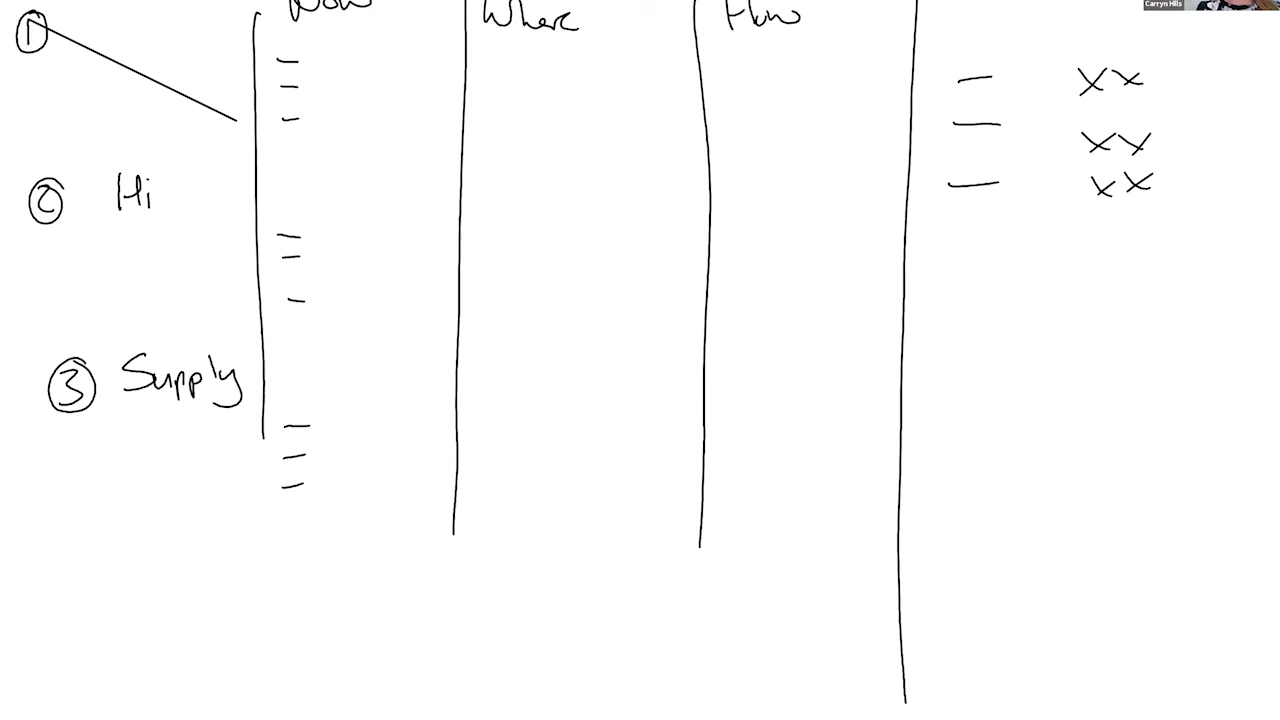 Carryn Hills
Now Where How
①
XX
XX
② Hi
XX
③ Supply